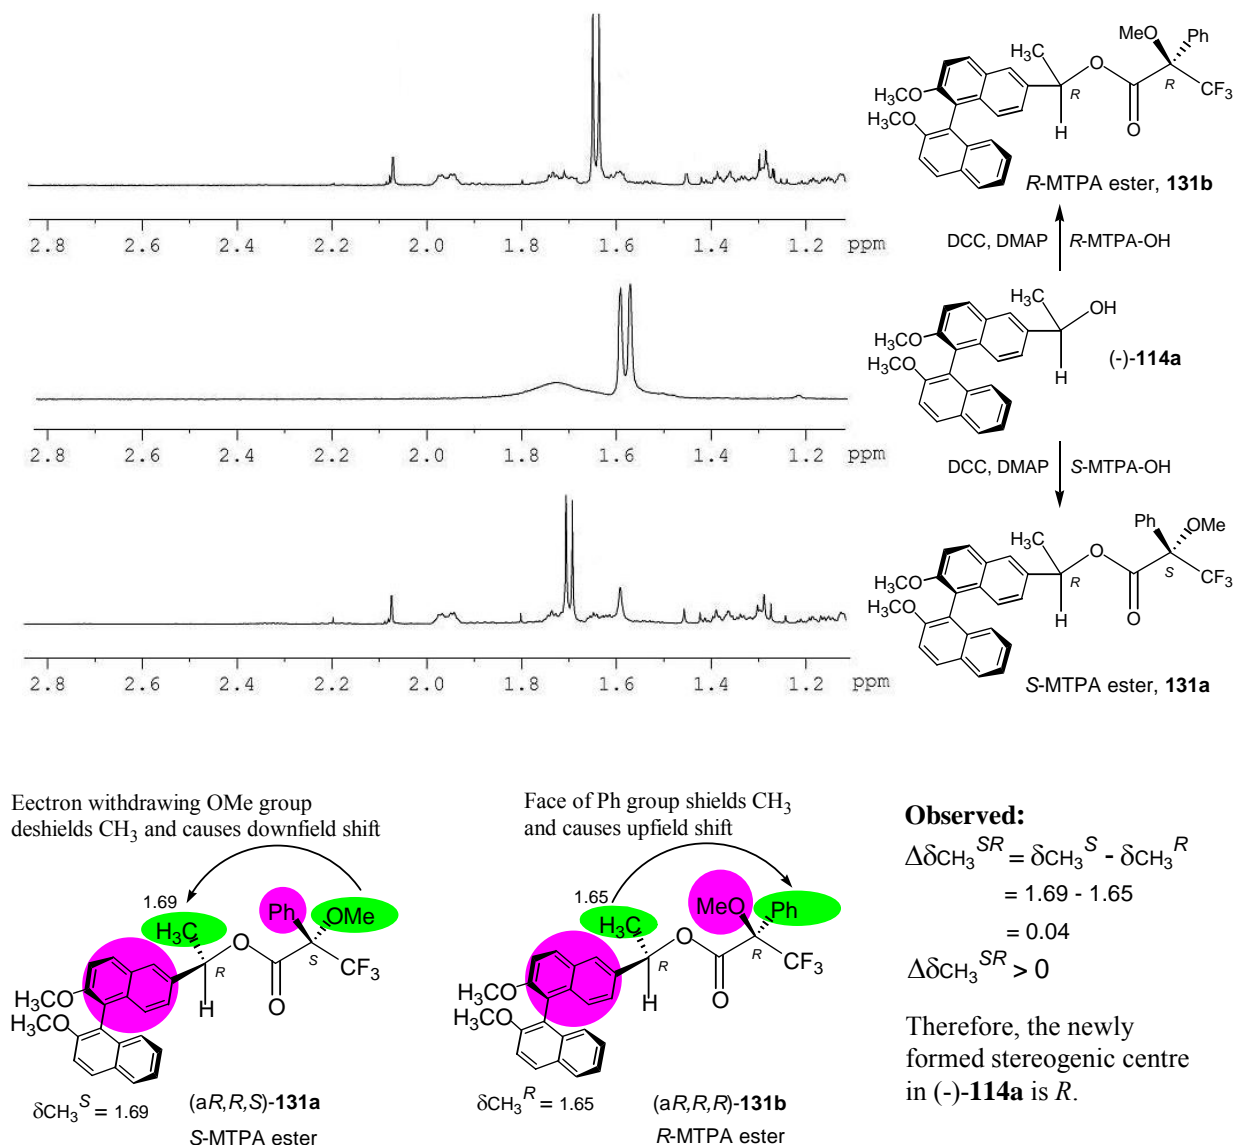 MeO Ph
H₃C O
R R CF₃
H₃CO
H₃CO H O
R-MTPA ester, 131b
2.8 2.6 2.4 2.2 2.0 1.8 1.6 1.4 1.2 ppm
DCC, DMAP R-MTPA-OH
H₃C OH
H₃CO
H₃CO H
(-)-114a
2.8 2.6 2.4 2.2 2.0 1.8 1.6 1.4 1.2 ppm
DCC, DMAP S-MTPA-OH
Ph OMe
H₃C O
R S CF₃
H₃CO
H₃CO H O
S-MTPA ester, 131a
2.8 2.6 2.4 2.2 2.0 1.8 1.6 1.4 1.2 ppm
Eectron withdrawing OMe group
deshields CH₃ and causes downfield shift
1.69
Ph OMe
H₃C O
R S CF₃
H₃CO
H₃CO H O
δCH₃ˢ = 1.69 (aR,R,S)-131a
S-MTPA ester
Face of Ph group shields CH₃
and causes upfield shift
1.65
MeO Ph
H₃C O
R R CF₃
H₃CO
H₃CO H O
δCH₃ᴿ = 1.65 (aR,R,R)-131b
R-MTPA ester
Observed:
ΔδCH₃ˢᴿ = δCH₃ˢ - δCH₃ᴿ
= 1.69 - 1.65
= 0.04
ΔδCH₃ˢᴿ > 0
Therefore, the newly
formed stereogenic centre
in (-)-114a is R.